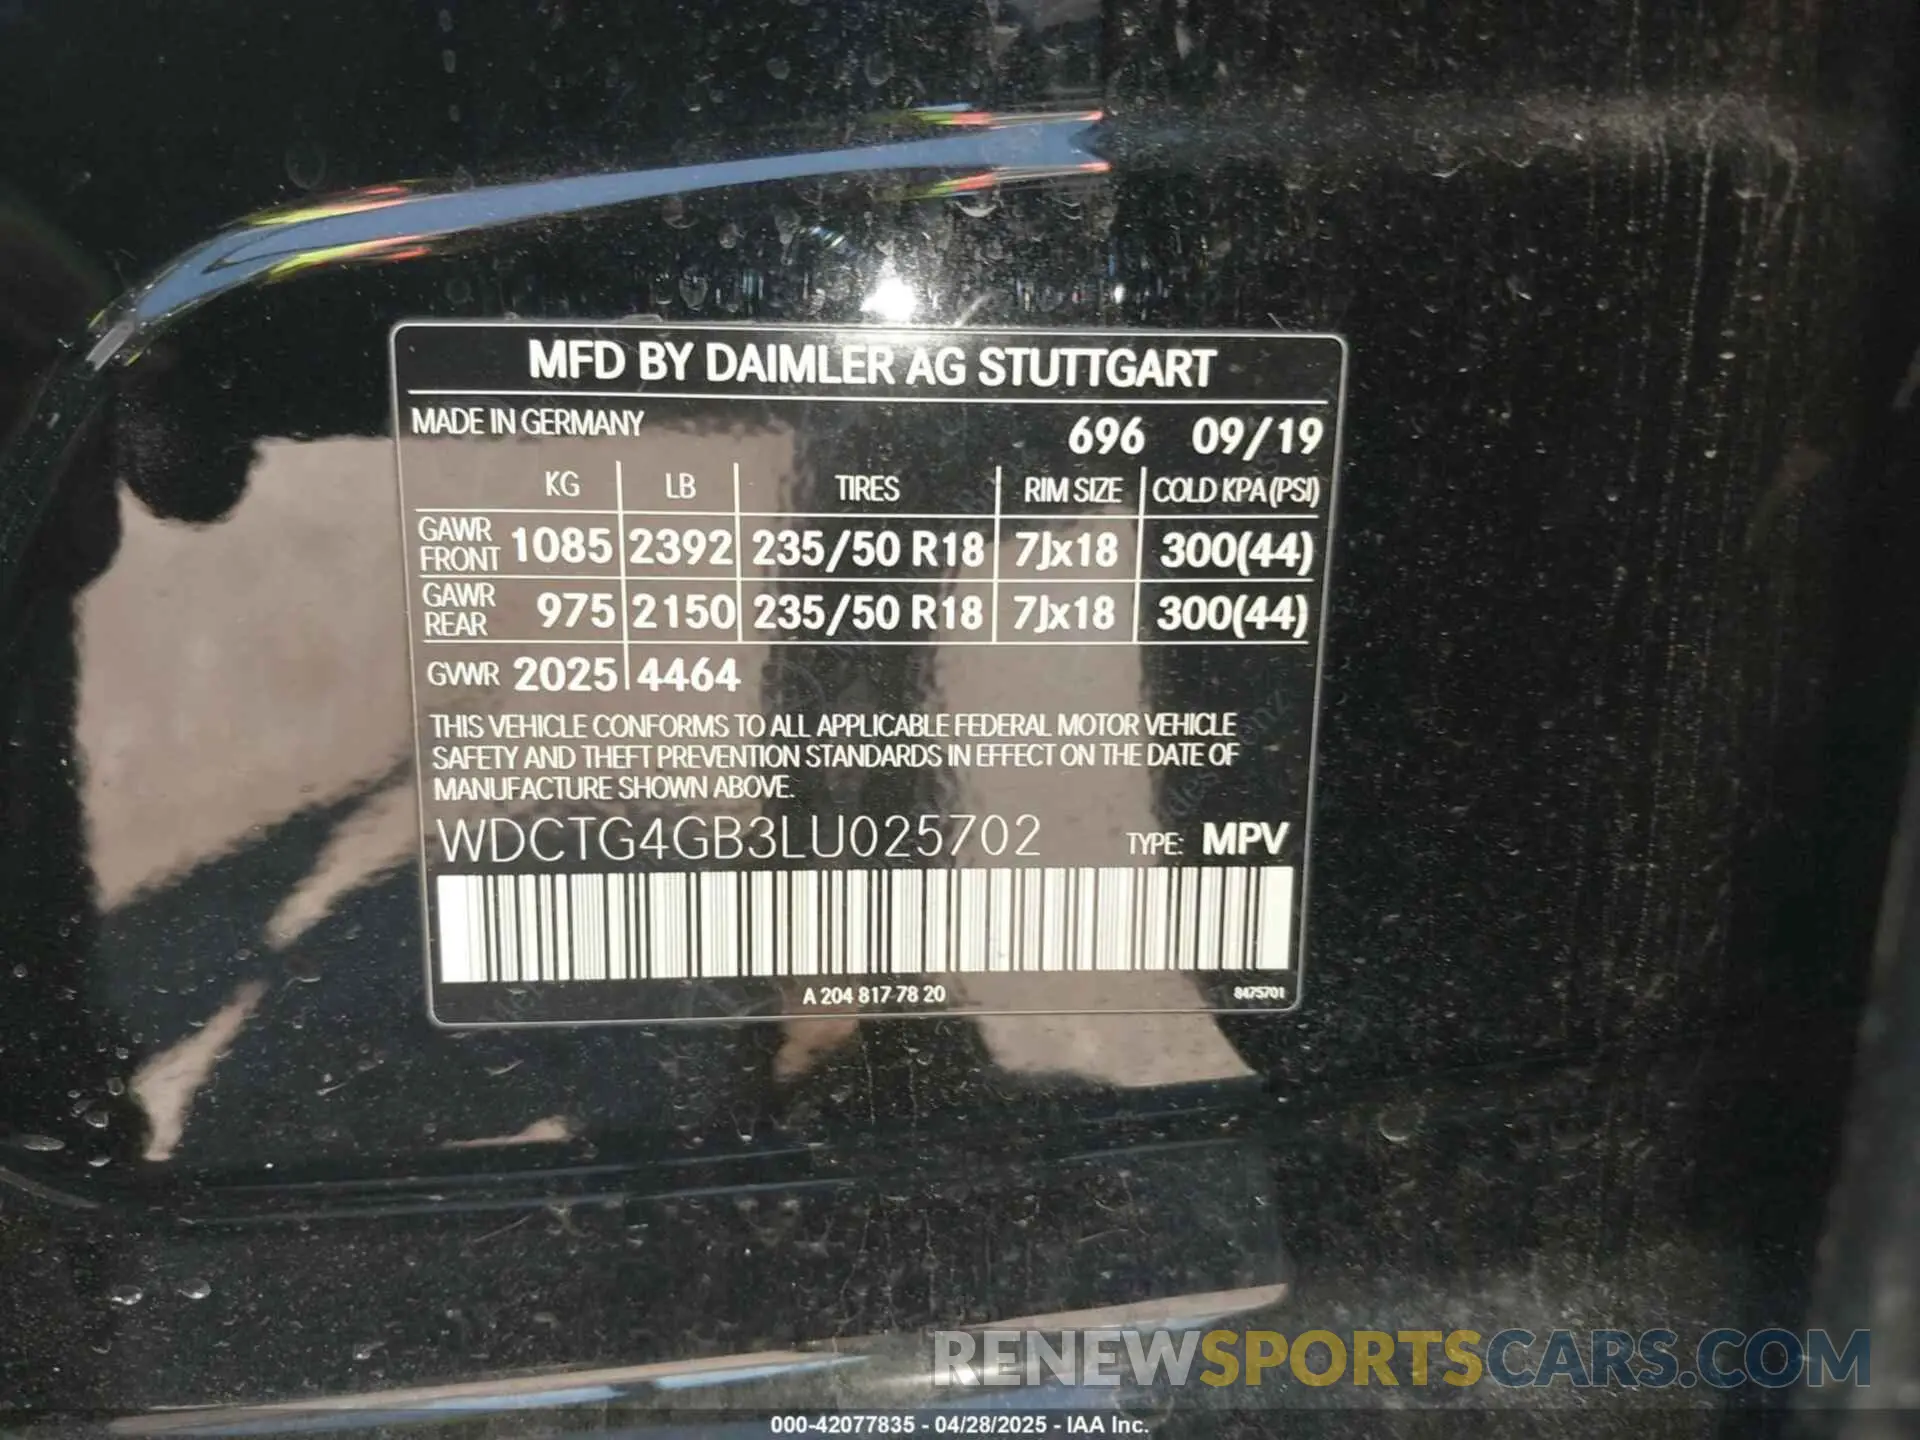 MFD BY DAIMLER AG STUTTGART
MADE IN GERMANY 696 09/19
KG LB TIRES RIM SIZE COLD KPA (PSI)
GAWR FRONT 1085 2392 235/50 R18 7Jx18 300(44)
GAWR REAR 975 2150 235/50 R18 7Jx18 300(44)
GVWR 2025 4464
THIS VEHICLE CONFORMS TO ALL APPLICABLE FEDERAL MOTOR VEHICLE
SAFETY AND THEFT PREVENTION STANDARDS IN EFFECT ON THE DATE OF
MANUFACTURE SHOWN ABOVE.
WDCTG4GB3LU025702 TYPE: MPV
A 204 817 78 20 8475701
RENEWSPORTSCARS.COM
000-42077835 - 04/28/2025 - IAA Inc.